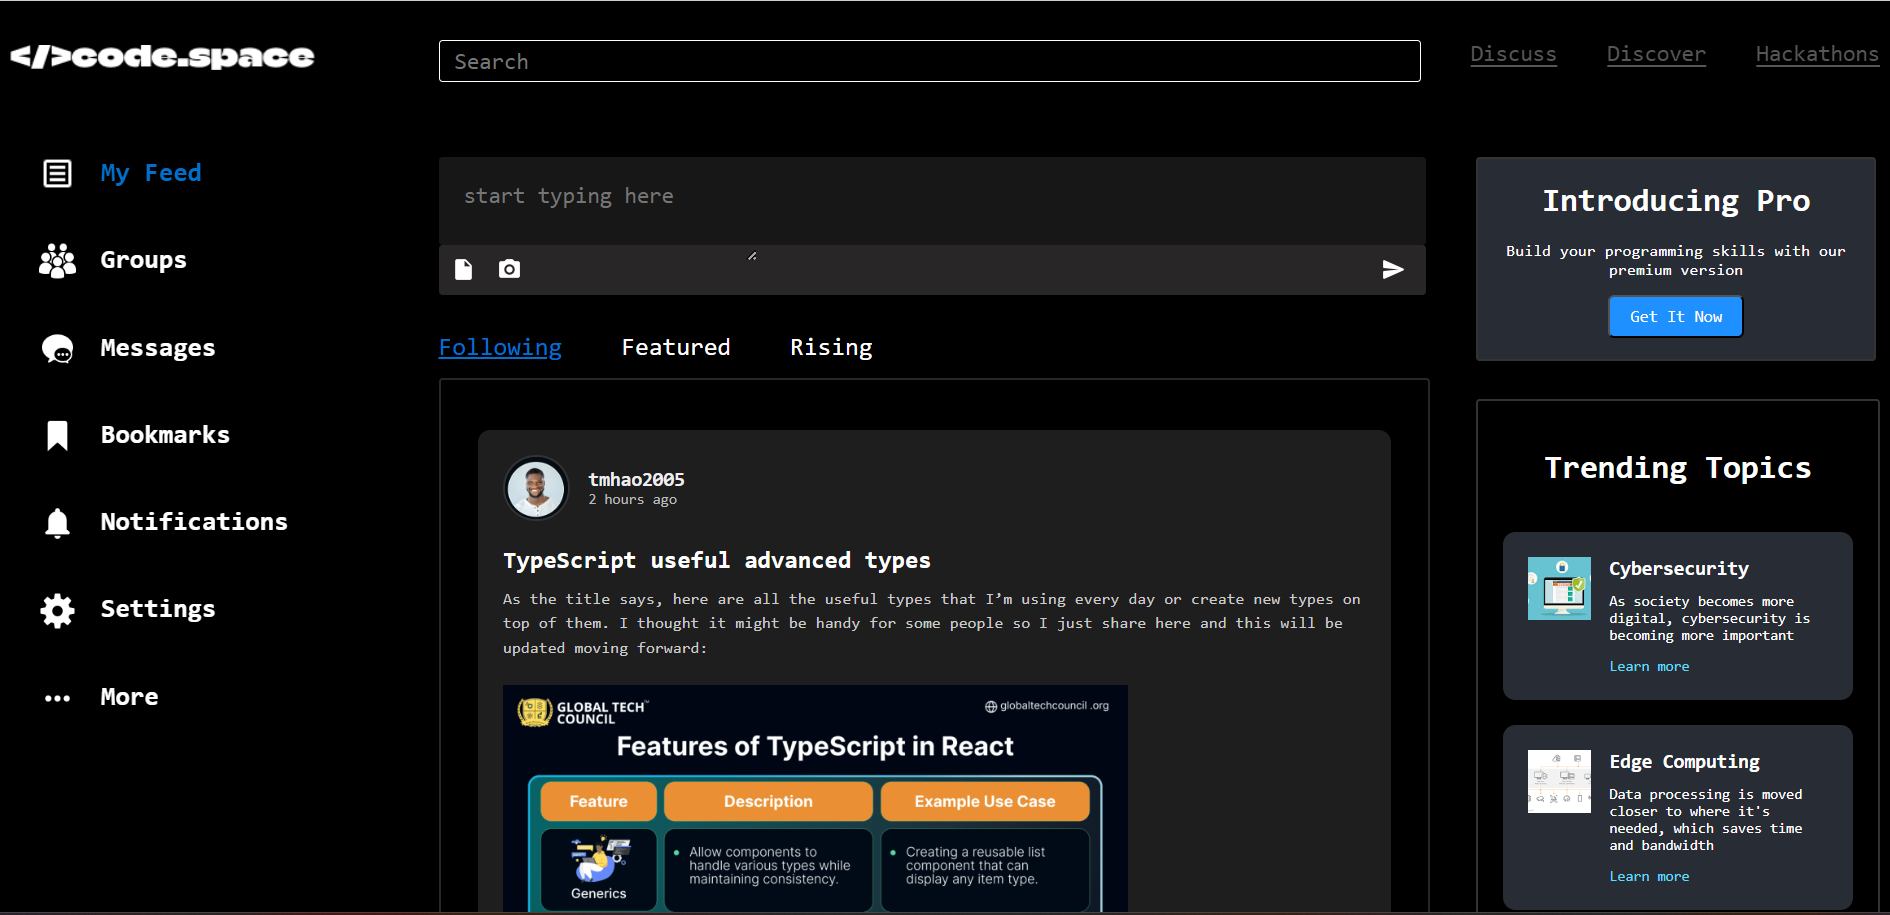 </>code.space
Search
Discuss
Discover
Hackathons
My Feed
Groups
Messages
Bookmarks
Notifications
Settings
More
start typing here
Following
Featured
Rising
tmhao2005
2 hours ago
TypeScript useful advanced types
As the title says, here are all the useful types that I’m using every day or create new types on
top of them. I thought it might be handy for some people so I just share here and this will be
updated moving forward:
GLOBAL TECH™
COUNCIL
globaltechcouncil .org
Features of TypeScript in React
Feature
Description
Example Use Case
Generics
• Allow components to
handle various types while
maintaining consistency.
• Creating a reusable list
component that can
display any item type.
Introducing Pro
Build your programming skills with our
premium version
Get It Now
Trending Topics
Cybersecurity
As society becomes more
digital, cybersecurity is
becoming more important
Learn more
Edge Computing
Data processing is moved
closer to where it's
needed, which saves time
and bandwidth
Learn more